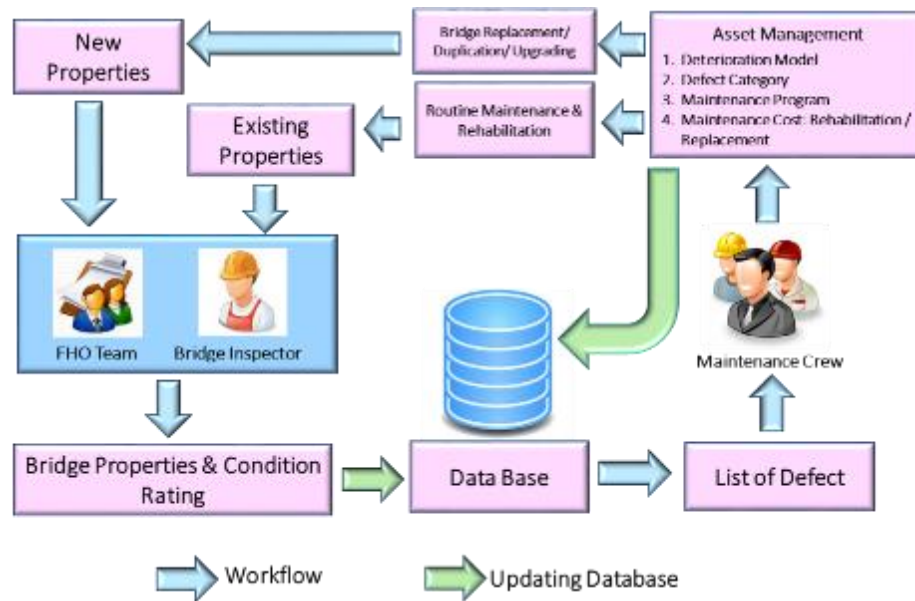 New
Properties
Bridge Replacement/
Duplication/ Upgrading
Asset Management
1. Deterioration Model
2. Defect Category
3. Maintenance Program
4. Maintenance Cost: Rehabilitation /
Replacement
Existing
Properties
Routine Maintenance &
Rehabilitation
FHO Team
Bridge Inspector
Maintenance Crew
Bridge Properties & Condition
Rating
Data Base
List of Defect
Workflow
Updating Database